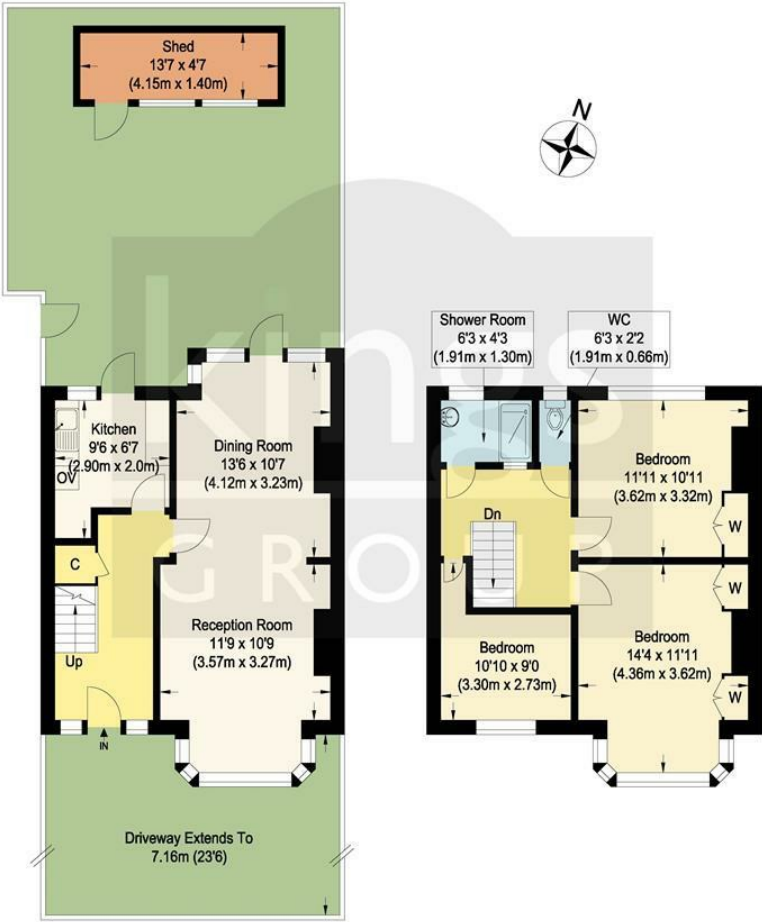 Shed
13'7 x 4'7
(4.15m x 1.40m)
N
Shower Room
6'3 x 4'3
(1.91m x 1.30m)
WC
6'3 x 2'2
(1.91m x 0.66m)
kings
GROUP
Kitchen
9'6 x 6'7
(2.90m x 2.0m)
OV
Dining Room
13'6 x 10'7
(4.12m x 3.23m)
Bedroom
11'11 x 10'11
(3.62m x 3.32m)
W
Dn
C
W
Reception Room
11'9 x 10'9
(3.57m x 3.27m)
Up
Bedroom
10'10 x 9'0
(3.30m x 2.73m)
Bedroom
14'4 x 11'11
(4.36m x 3.62m)
W
IN
Driveway Extends To
7.16m (23'6)